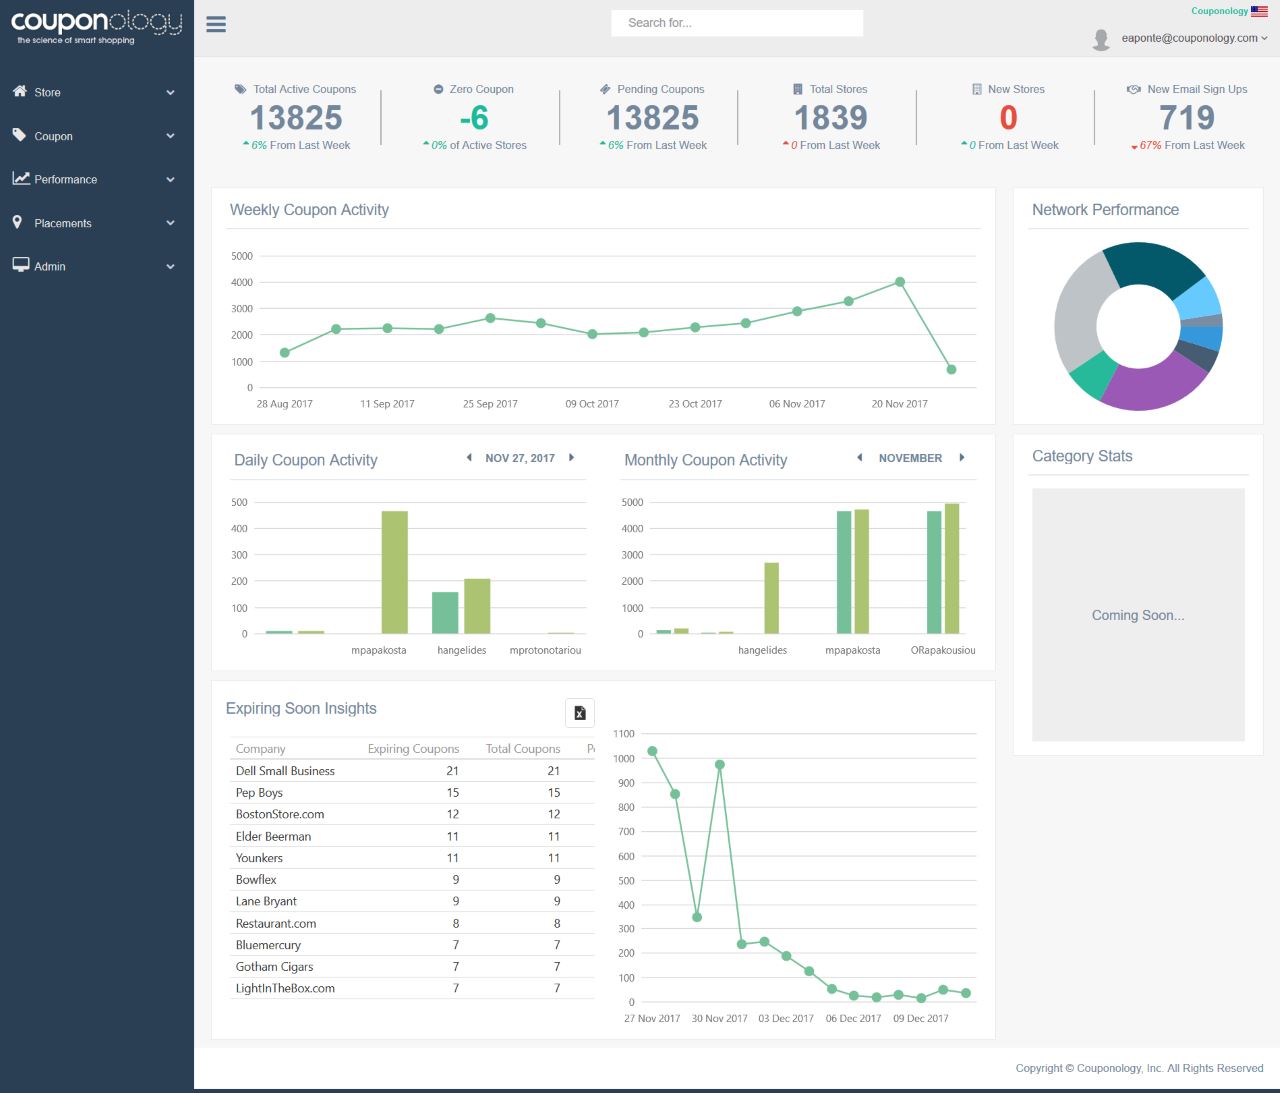 couponology
the science of smart shopping
Search for...
Couponology
eaponte@couponology.com
Store
Coupon
Performance
Placements
Admin
Total Active Coupons
13825
6% From Last Week
Zero Coupon
-6
0% of Active Stores
Pending Coupons
13825
6% From Last Week
Total Stores
1839
0 From Last Week
New Stores
0
0 From Last Week
New Email Sign Ups
719
67% From Last Week
Weekly Coupon Activity
5000
4000
3000
2000
1000
0
28 Aug 2017 11 Sep 2017 25 Sep 2017 09 Oct 2017 23 Oct 2017 06 Nov 2017 20 Nov 2017
Network Performance
Daily Coupon Activity
NOV 27, 2017
500
400
300
200
100
0
mpapakosta hangelides mprotonotariou
Monthly Coupon Activity
NOVEMBER
5000
4000
3000
2000
1000
0
hangelides mpapakosta ORapakousiou
Category Stats
Coming Soon...
Expiring Soon Insights
Company Expiring Coupons Total Coupons
Dell Small Business 21 21
Pep Boys 15 15
BostonStore.com 12 12
Elder Beerman 11 11
Younkers 11 11
Bowflex 9 9
Lane Bryant 9 9
Restaurant.com 8 8
Bluemercury 7 7
Gotham Cigars 7 7
LightInTheBox.com 7 7
1100
1000
900
800
700
600
500
400
300
200
100
0
27 Nov 2017 30 Nov 2017 03 Dec 2017 06 Dec 2017 09 Dec 2017
Copyright © Couponology, Inc. All Rights Reserved